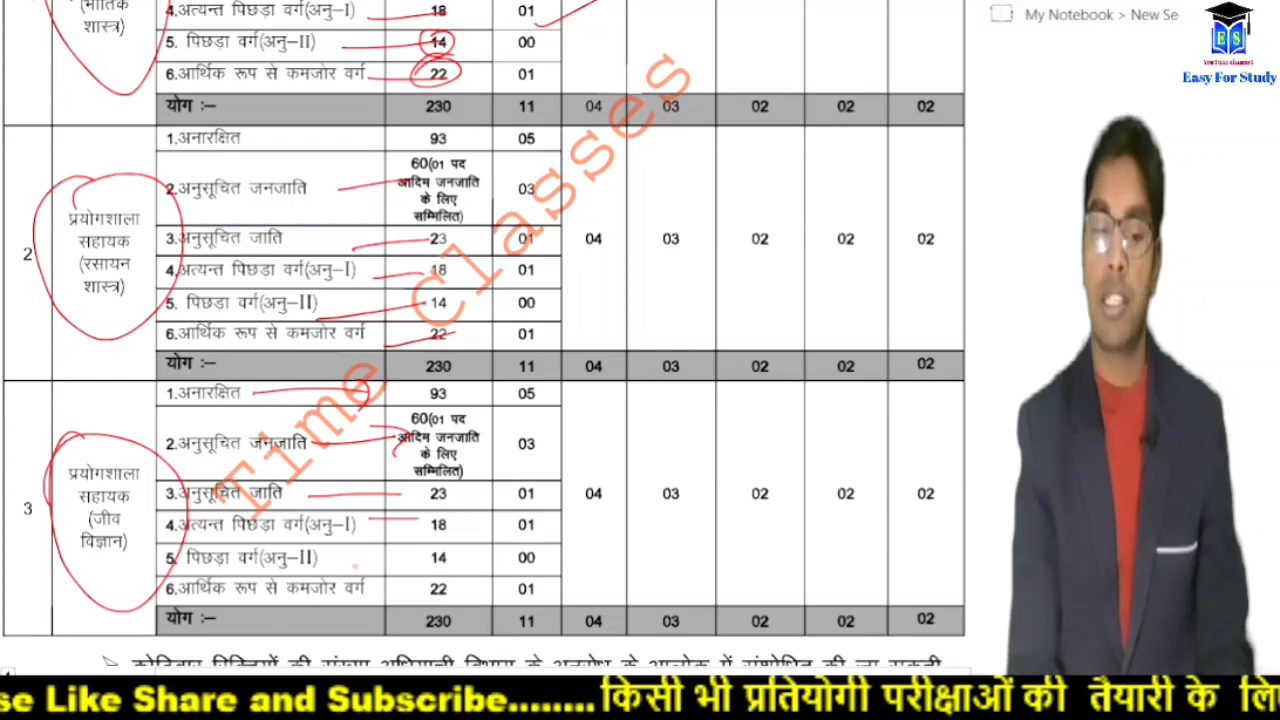 My Notebook > New Se
E S
YouTube channel
Easy For Study
(भौतिक
शास्त्र)
4.अत्यन्त पिछड़ा वर्ग(अनु-I) 18 01
5. पिछड़ा वर्ग(अनु-II) 14 00
6.आर्थिक रूप से कमजोर वर्ग 22 01
योग :- 230 11 04 03 02 02 02
2
प्रयोगशाला
सहायक
(रसायन
शास्त्र)
1.अनारक्षित 93 05
2.अनुसूचित जनजाति
60(01 पद
आदिम जनजाति
के लिए
सम्मिलित)
03
3.अनुसूचित जाति 23 01 04 03 02 02 02
4.अत्यन्त पिछड़ा वर्ग(अनु-I) 18 01
5. पिछड़ा वर्ग(अनु-II) 14 00
6.आर्थिक रूप से कमजोर वर्ग 22 01
योग :- 230 11 04 03 02 02 02
3
प्रयोगशाला
सहायक
(जीव
विज्ञान)
1.अनारक्षित 93 05
2.अनुसूचित जनजाति
60(01 पद
आदिम जनजाति
के लिए
सम्मिलित)
03
3.अनुसूचित जाति 23 01 04 03 02 02 02
4.अत्यन्त पिछड़ा वर्ग(अनु-I) 18 01
5. पिछड़ा वर्ग(अनु-II) 14 00
6.आर्थिक रूप से कमजोर वर्ग 22 01
योग :- 230 11 04 03 02 02 02
Time Classes
se Like Share and Subscribe........किसी भी प्रतियोगी परीक्षाओं की तैयारी के लि